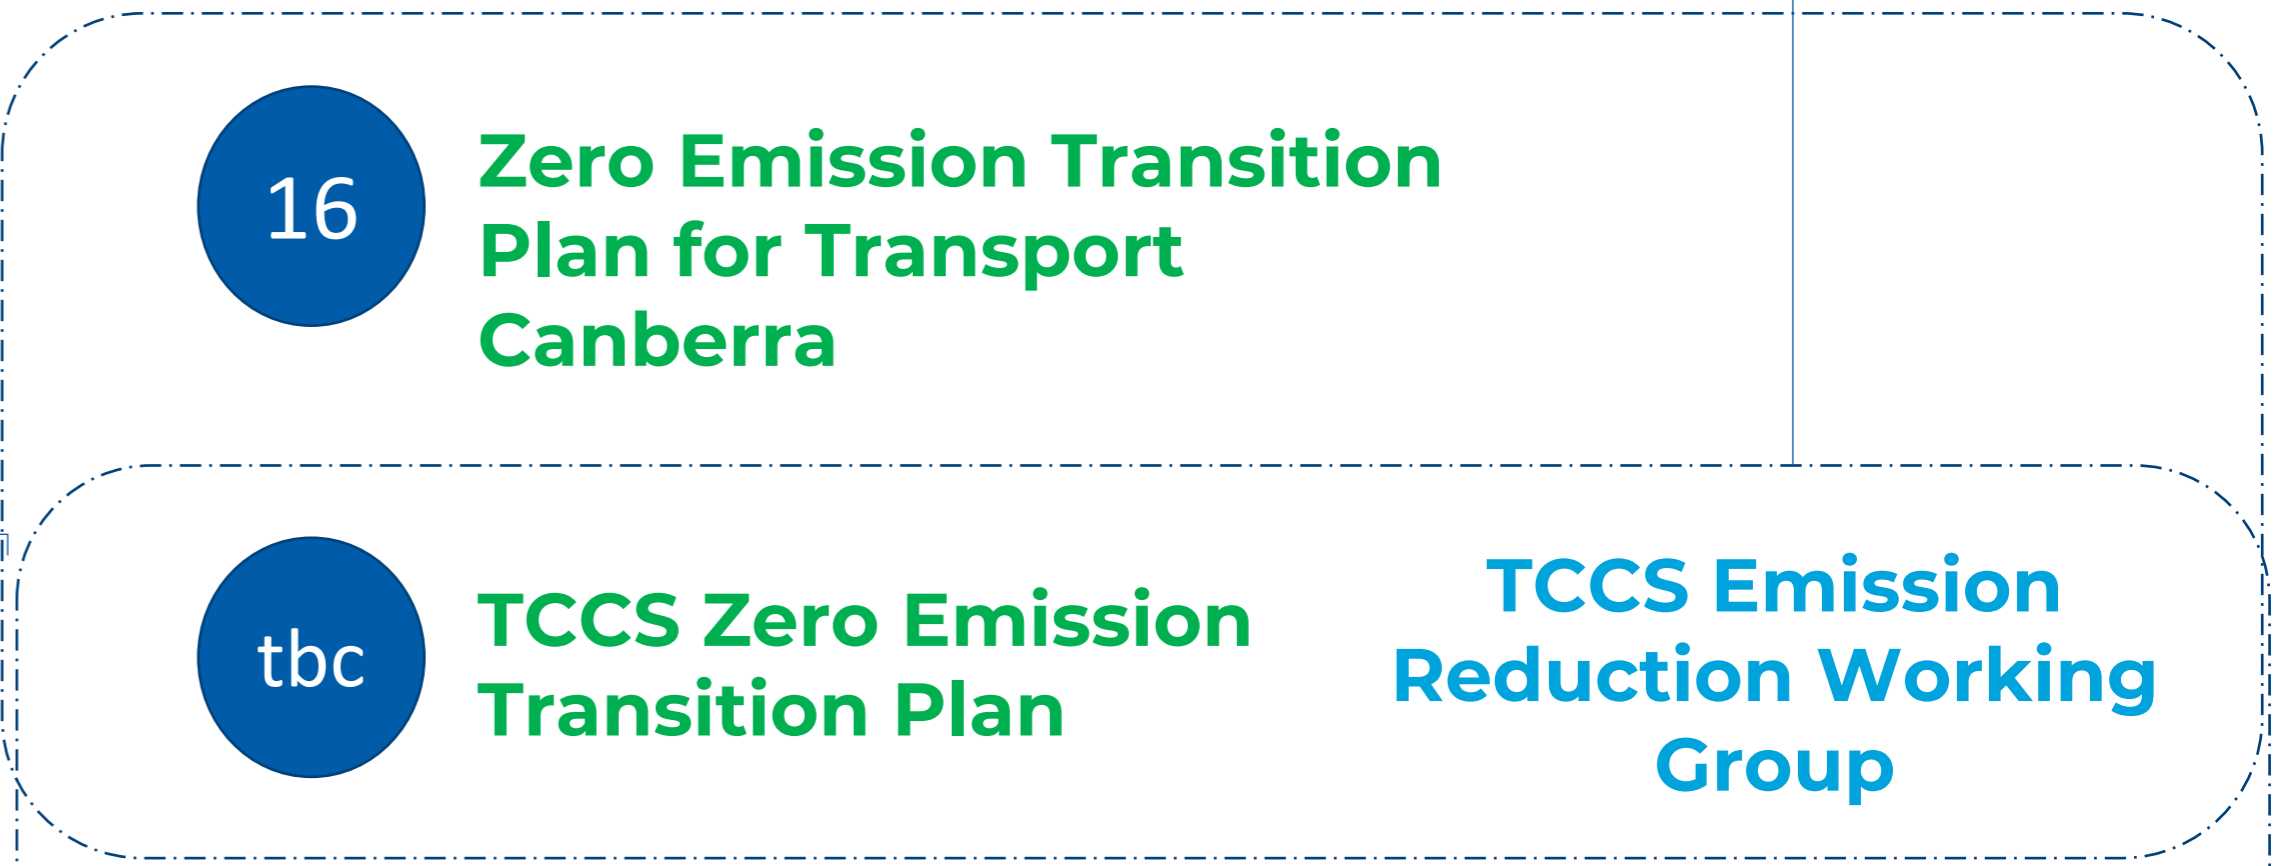 16
Zero Emission Transition
Plan for Transport
Canberra
tbc
TCCS Zero Emission
Transition Plan
TCCS Emission
Reduction Working
Group